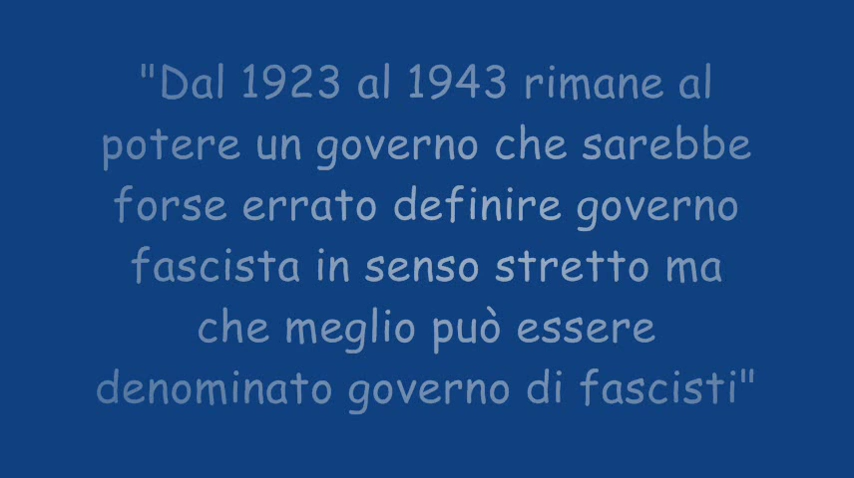 "Dal 1923 al 1943 rimane al
potere un governo che sarebbe
forse errato definire governo
fascista in senso stretto ma
che meglio può essere
denominato governo di fascisti"